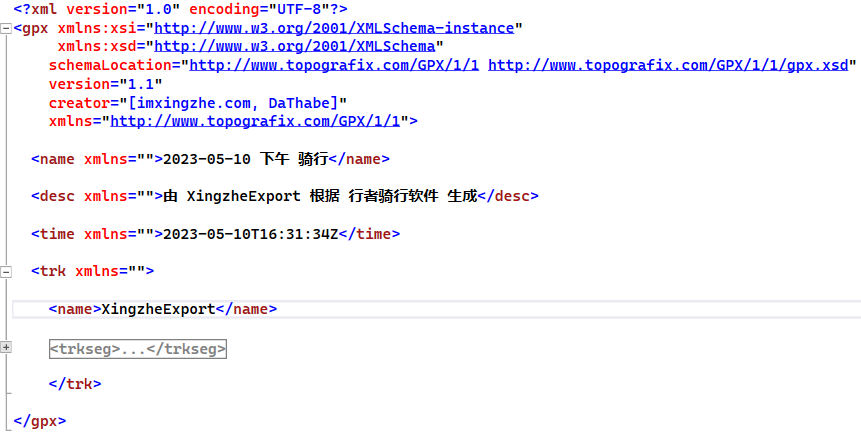 <?xml version="1.0" encoding="UTF-8"?>
<gpx xmlns:xsi="http://www.w3.org/2001/XMLSchema-instance"
xmlns:xsd="http://www.w3.org/2001/XMLSchema"
schemaLocation="http://www.topografix.com/GPX/1/1 http://www.topografix.com/GPX/1/1/gpx.xsd"
version="1.1"
creator="[imxingzhe.com, DaThabe]"
xmlns="http://www.topografix.com/GPX/1/1">
<name xmlns="">2023-05-10 下午 骑行</name>
<desc xmlns="">由 XingzheExport 根据 行者骑行软件 生成</desc>
<time xmlns="">2023-05-10T16:31:34Z</time>
<trk xmlns="">
<name>XingzheExport</name>
<trkseg>...</trkseg>
</trk>
</gpx>